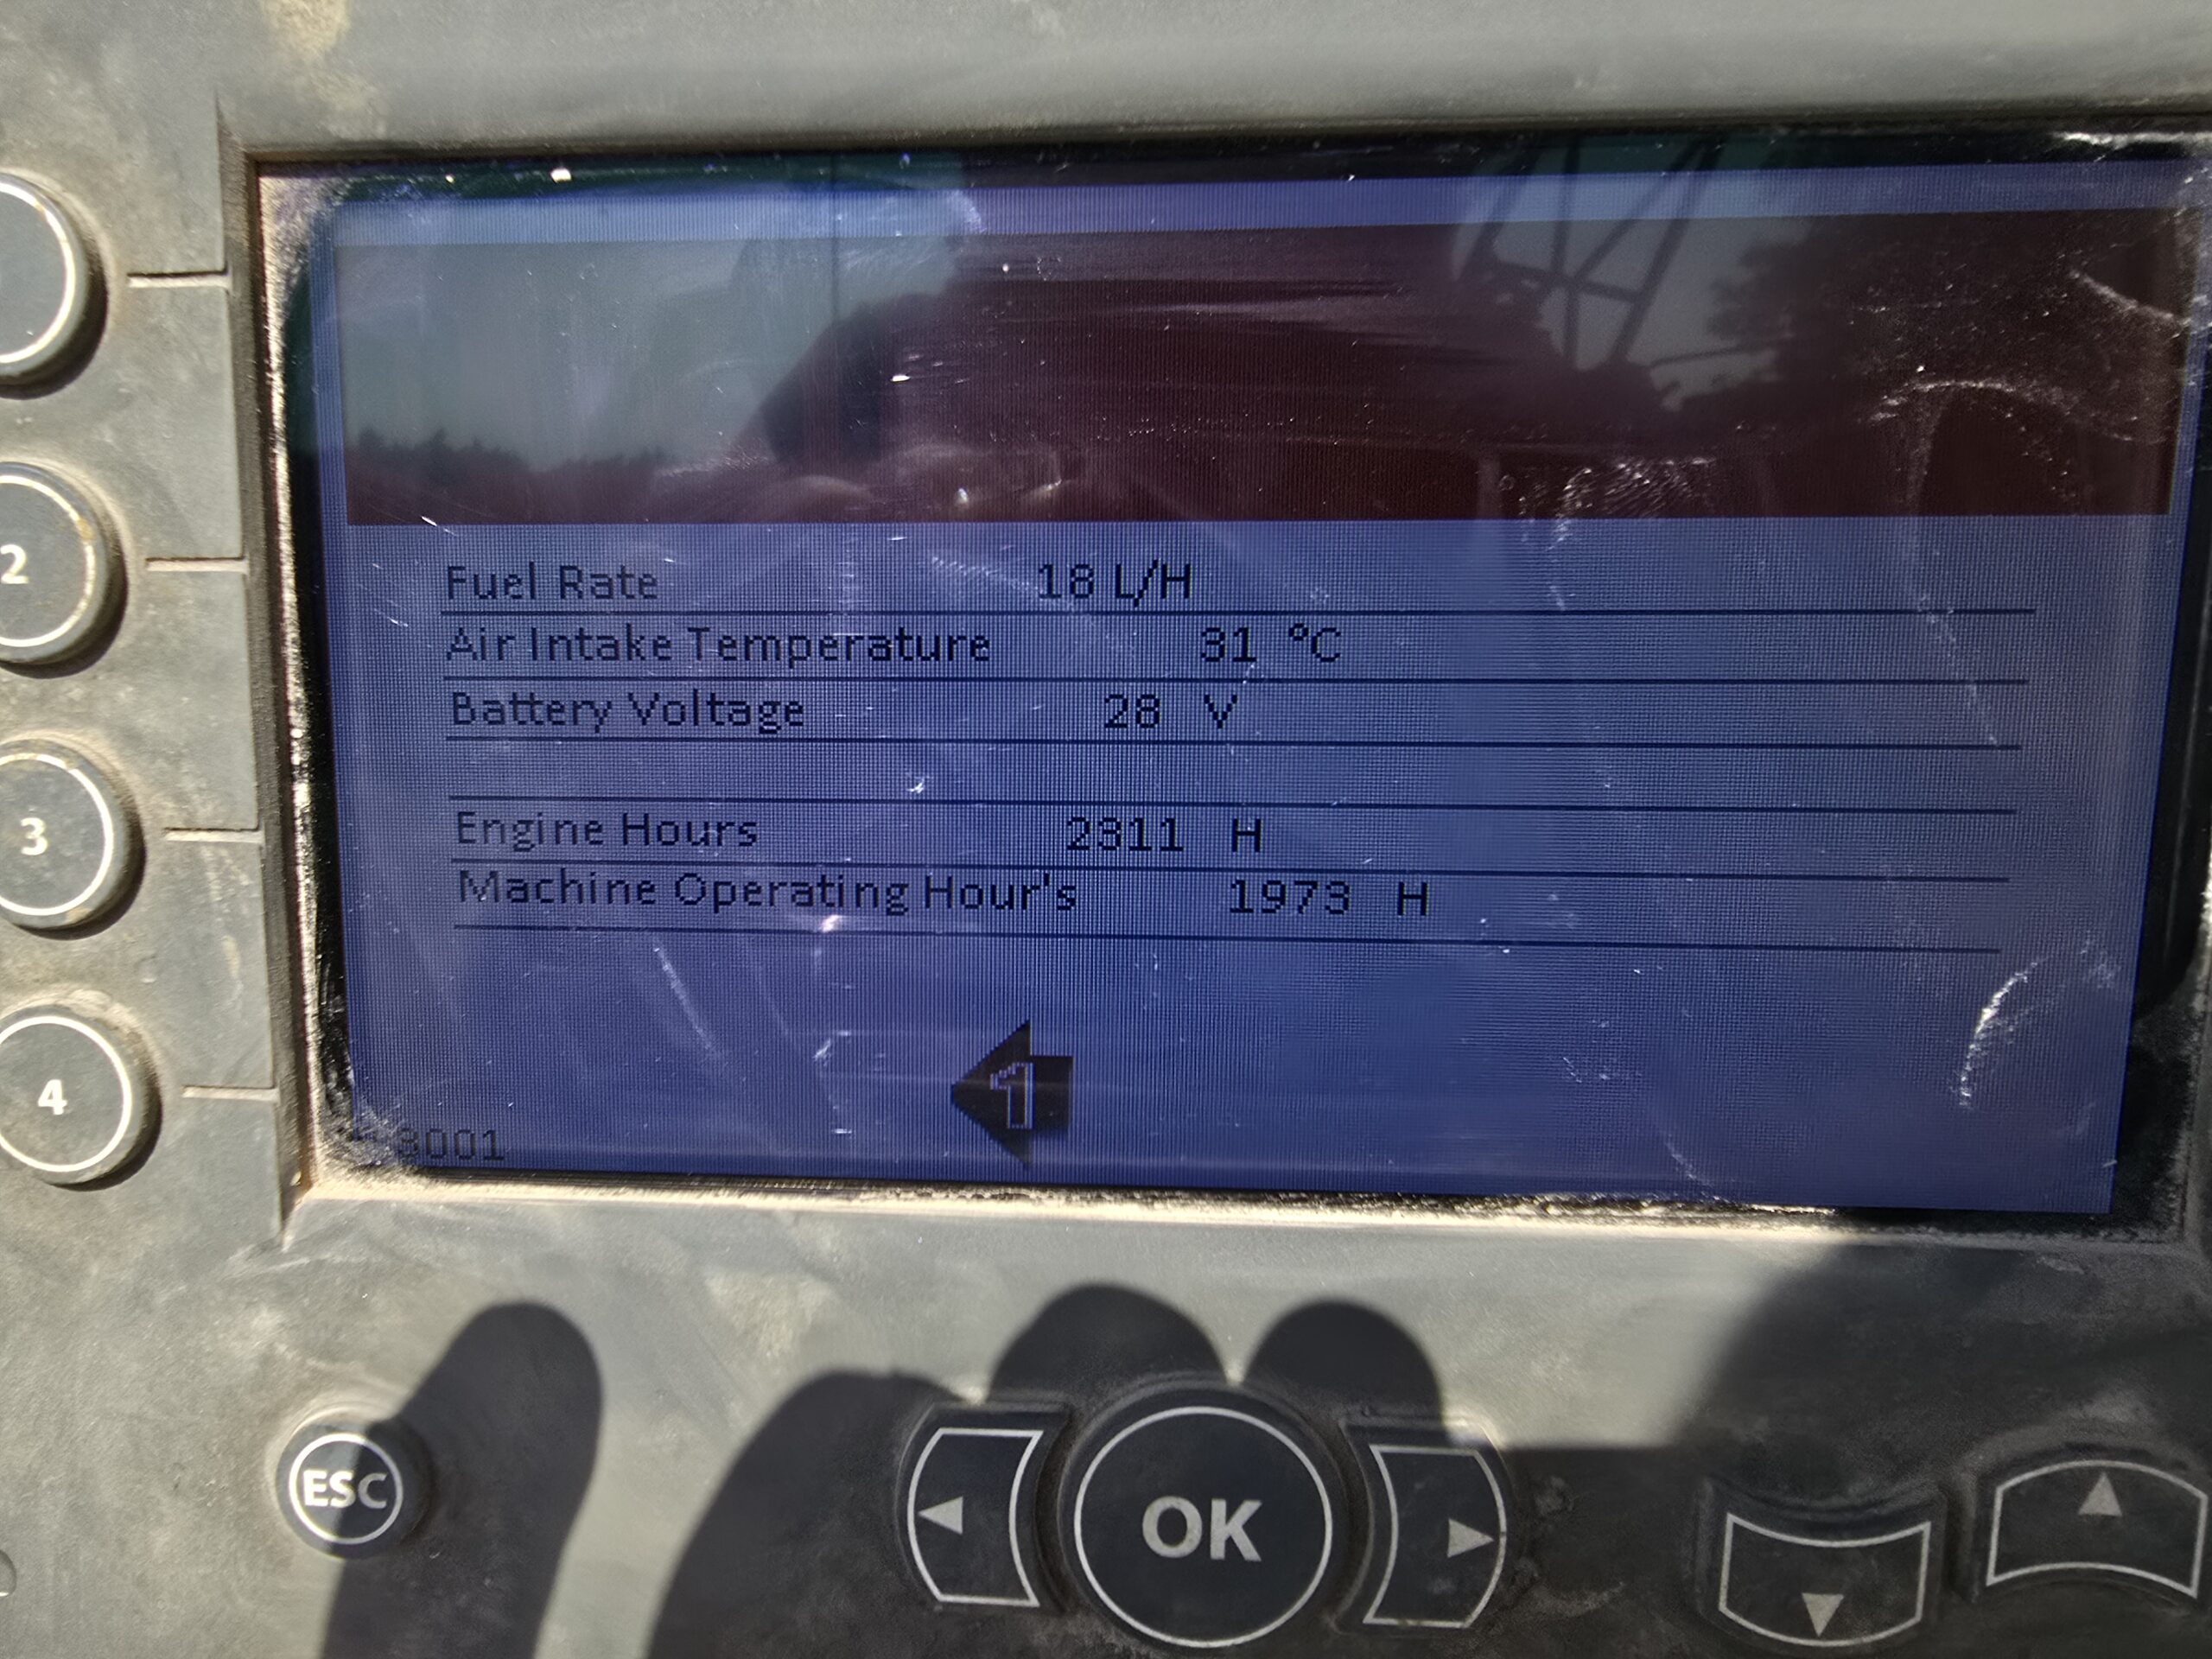 Fuel Rate 18 L/H
Air Intake Temperature 31 °C
Battery Voltage 28 V
Engine Hours 2311 H
Machine Operating Hour's 1973 H
1
3001
2
3
4
ESC
OK